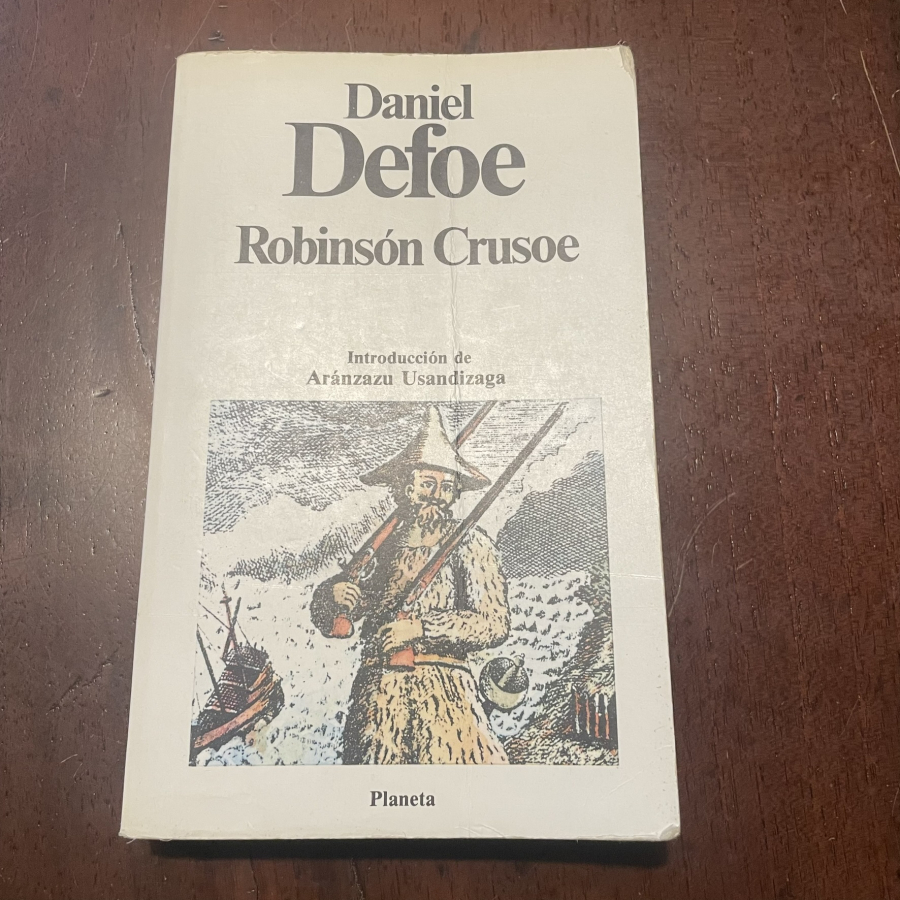 Daniel
Defoe
Robinsón Crusoe
Introducción de
Aránzazu Usandizaga
Planeta